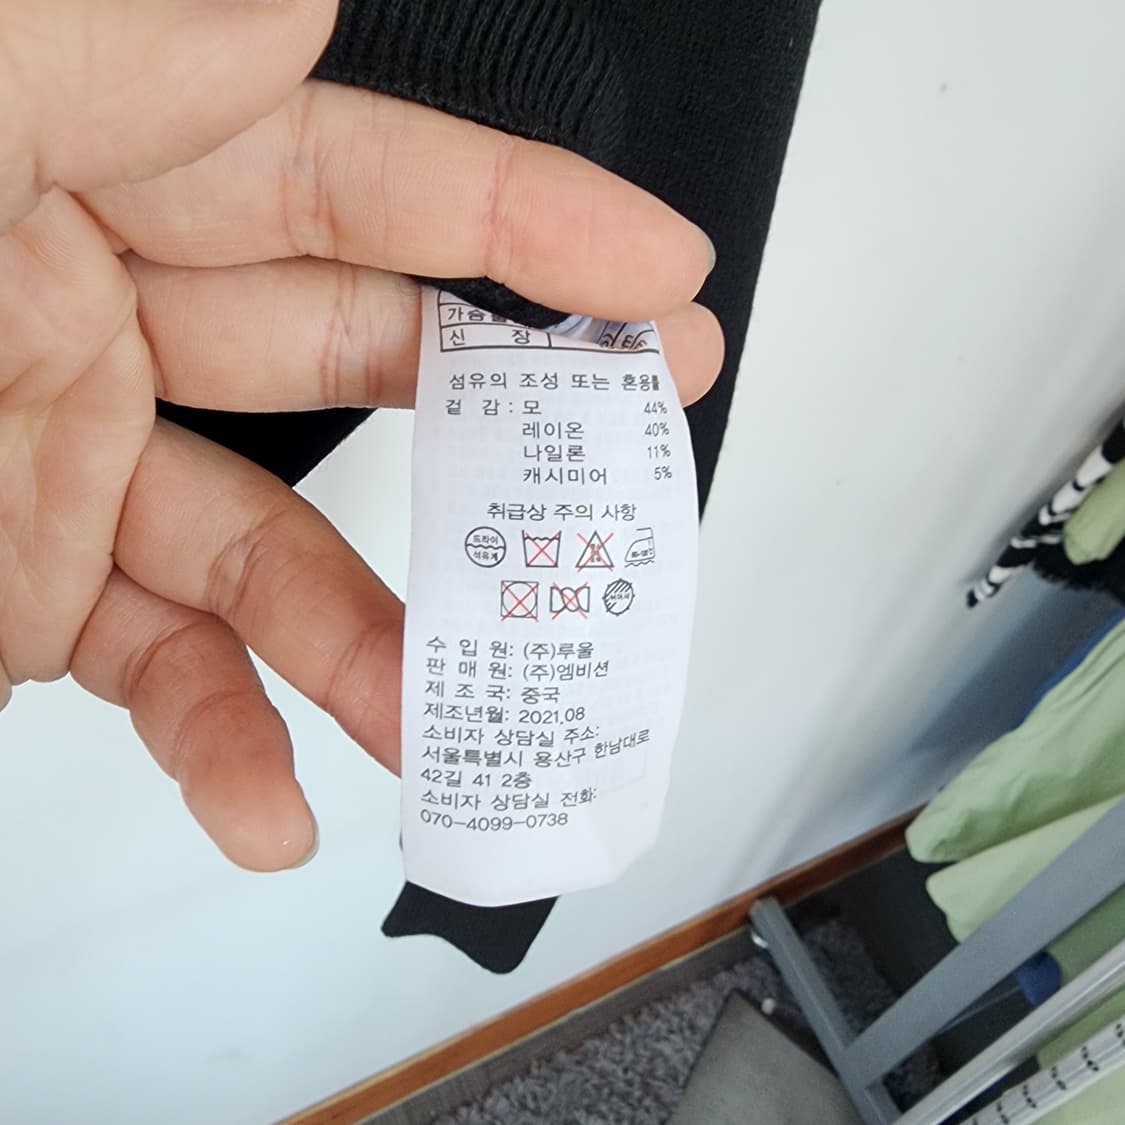 신 장
섬유의 조성 또는 혼용률
겉 감 : 모 44%
레이온 40%
나일론 11%
캐시미어 5%
취급상 주의 사항
드라이
석유계
수 입 원: (주)루울
판 매 원: (주)엠비션
제 조 국: 중국
제조년월: 2021.08
소비자 상담실 주소:
서울특별시 용산구 한남대로
42길 41 2층
소비자 상담실 전화:
070-4099-0738